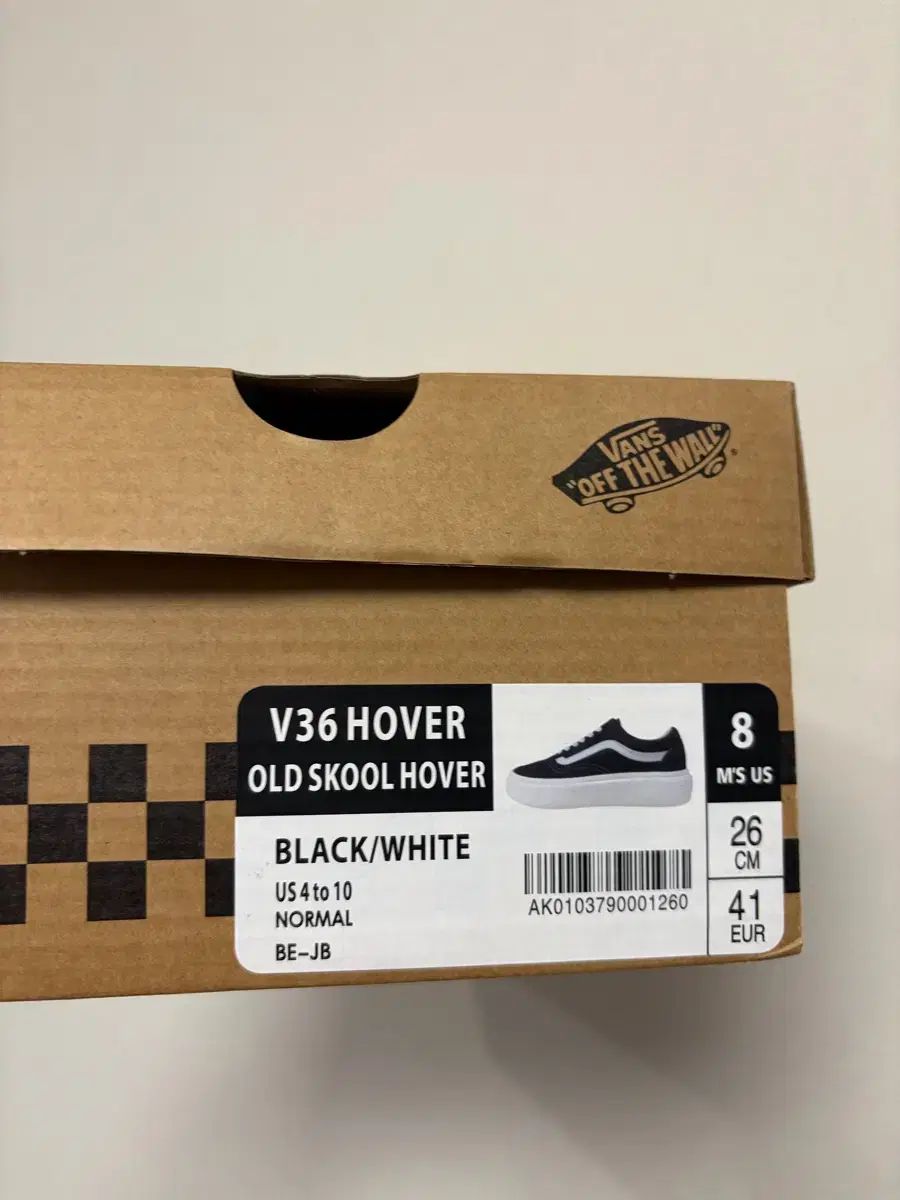 VANS
"OFF THE WALL"
V36 HOVER
OLD SKOOL HOVER
8
M'S US
BLACK/WHITE
26
CM
US 4 to 10
NORMAL
AK0103790001260
41
EUR
BE-JB